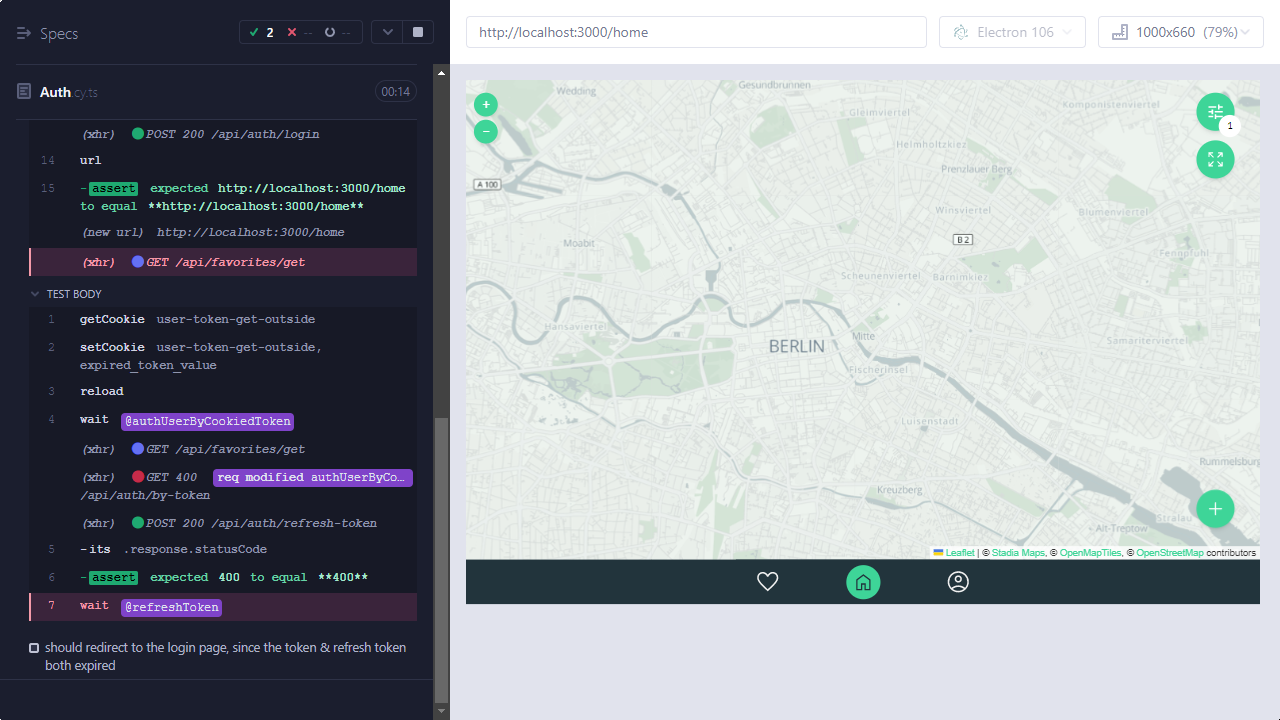 Specs
2 -- --
Auth.cy.ts 00:14
(xhr) POST 200 /api/auth/login
14 url
15 -assert expected http://localhost:3000/home
to equal **http://localhost:3000/home**
(new url) http://localhost:3000/home
(xhr) GET /api/favorites/get
TEST BODY
1 getCookie user-token-get-outside
2 setCookie user-token-get-outside,
expired_token_value
3 reload
4 wait @authUserByCookiedToken
(xhr) GET /api/favorites/get
(xhr) GET 400 req modified authUserByCo…
/api/auth/by-token
(xhr) POST 200 /api/auth/refresh-token
5 -its .response.statusCode
6 -assert expected 400 to equal **400**
7 wait @refreshToken
should redirect to the login page, since the token & refresh token
both expired
http://localhost:3000/home
Electron 106
1000x660 (79%)
Wedding
Gesundbrunnen
Gleimviertel
Komponistenviertel
+
−
1
Helmholtzkiez
Prenzlauer Berg
A 100
Winsviertel
Blumenviertel
Moabit
B 2
Fennpfuhl
Scheunenviertel
Barnimkiez
Hansaviertel
Mitte
BERLIN
Samariterviertel
Fischerinsel
Luisenstadt
Rummelsburg
Kreuzberg
Stralau
Alt-Treptow
Leaflet | © Stadia Maps, © OpenMapTiles, © OpenStreetMap contributors